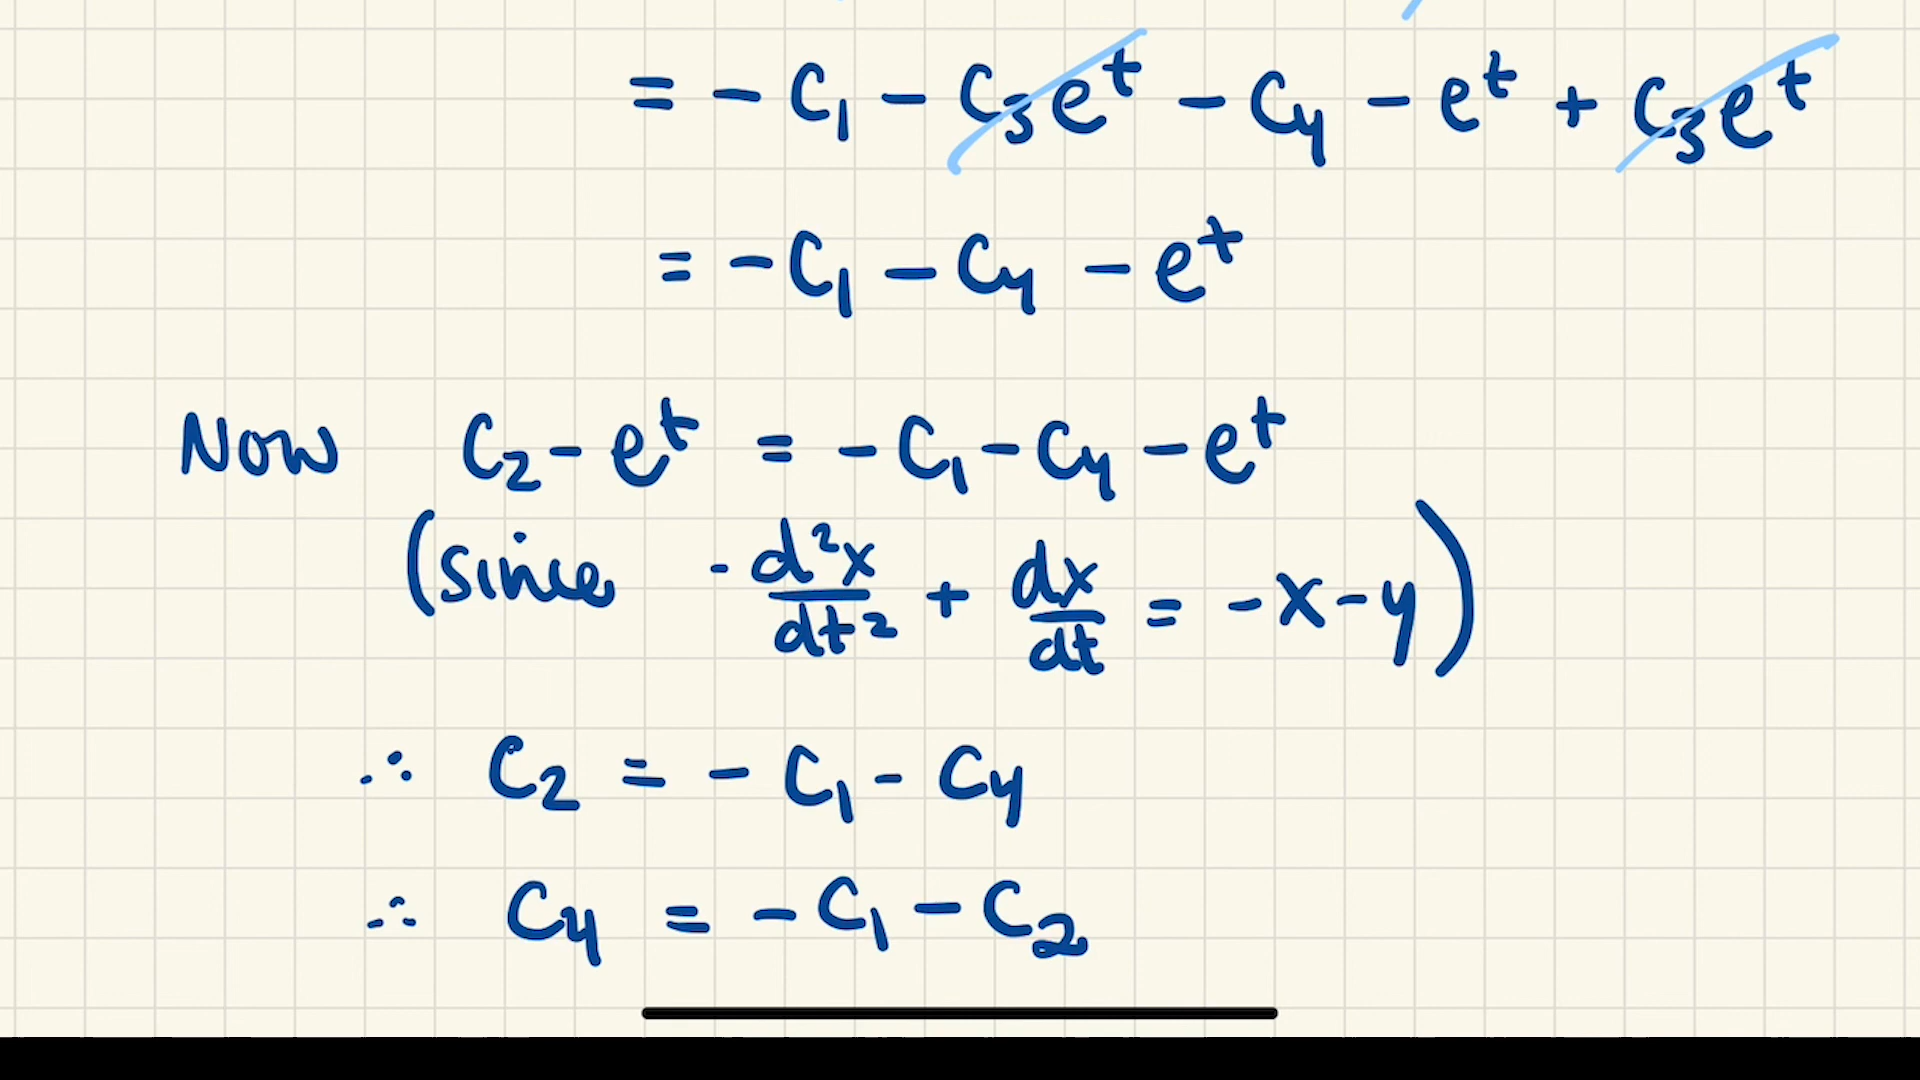 = - C₁ - C₃eᵗ - C₄ - eᵗ + C₃eᵗ
= - C₁ - C₄ - eᵗ
Now C₂ - eᵗ = - C₁ - C₄ - eᵗ
(since - d²x/dt² + dx/dt = - x - y)
∴ C₂ = - C₁ - C₄
∴ C₄ = - C₁ - C₂